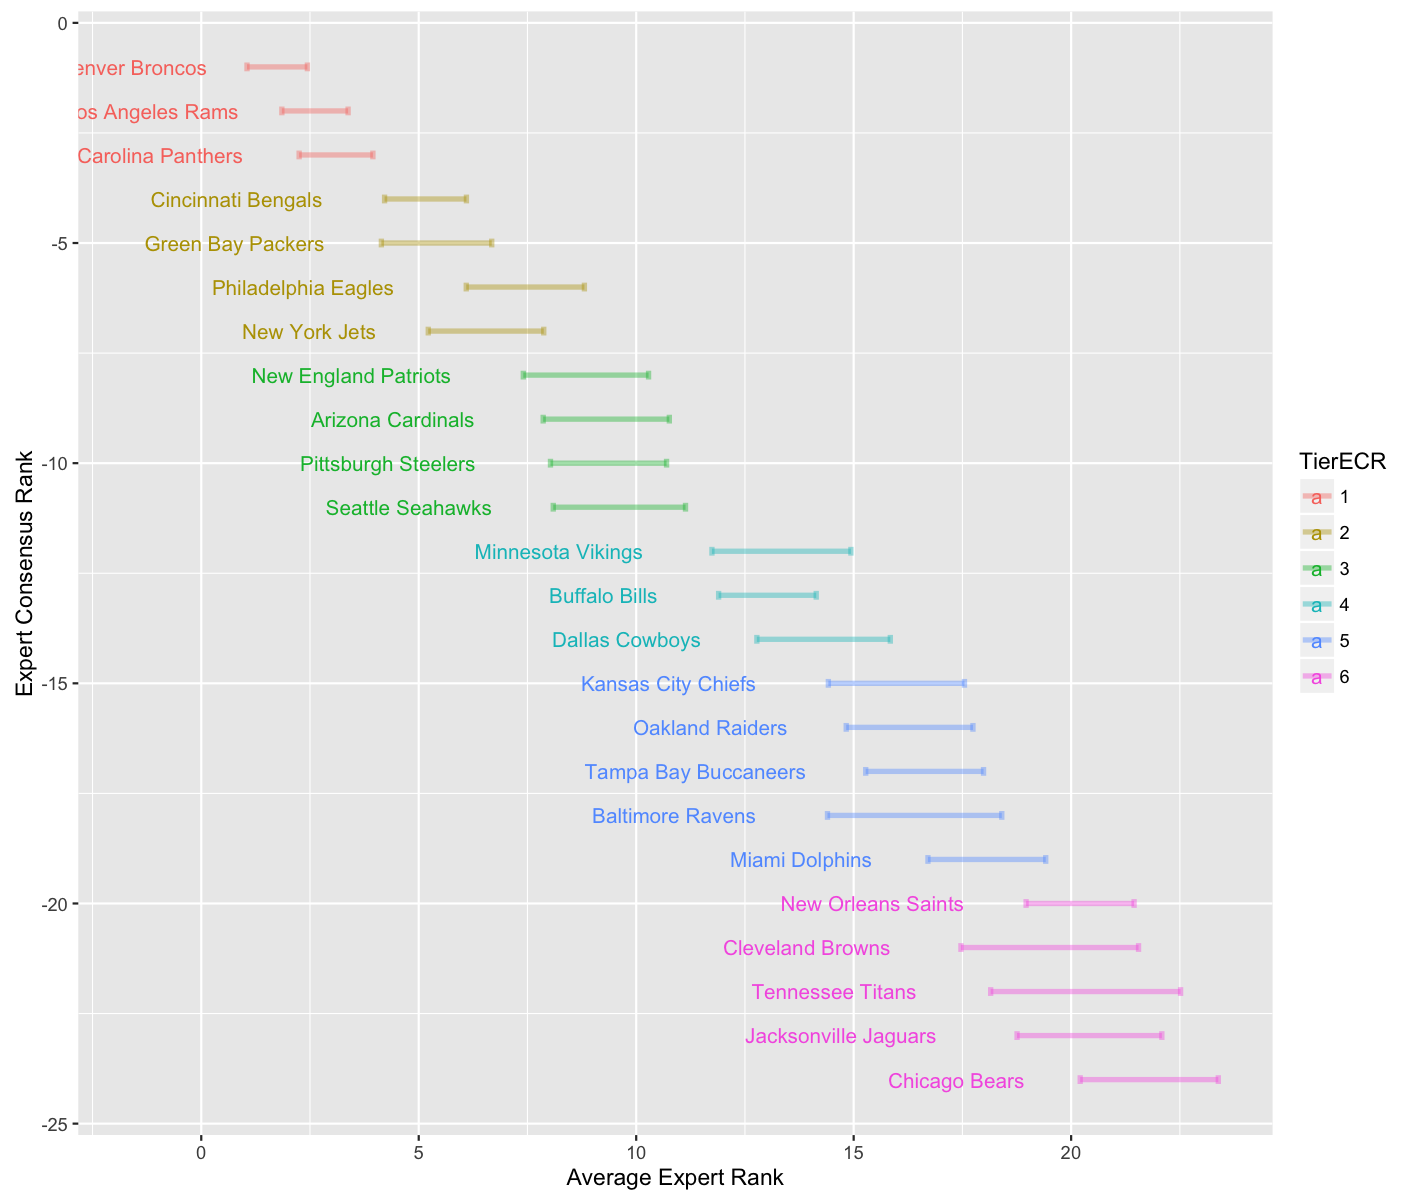 0
enver Broncos
os Angeles Rams
Carolina Panthers
Cincinnati Bengals
-5
Green Bay Packers
Philadelphia Eagles
New York Jets
New England Patriots
Arizona Cardinals
-10
Pittsburgh Steelers
Seattle Seahawks
Minnesota Vikings
Buffalo Bills
Dallas Cowboys
-15
Kansas City Chiefs
Oakland Raiders
Tampa Bay Buccaneers
Baltimore Ravens
Miami Dolphins
-20
New Orleans Saints
Cleveland Browns
Tennessee Titans
Jacksonville Jaguars
Chicago Bears
-25
0 5 10 15 20
Average Expert Rank
Expert Consensus Rank
TierECR
a 1
a 2
a 3
a 4
a 5
a 6